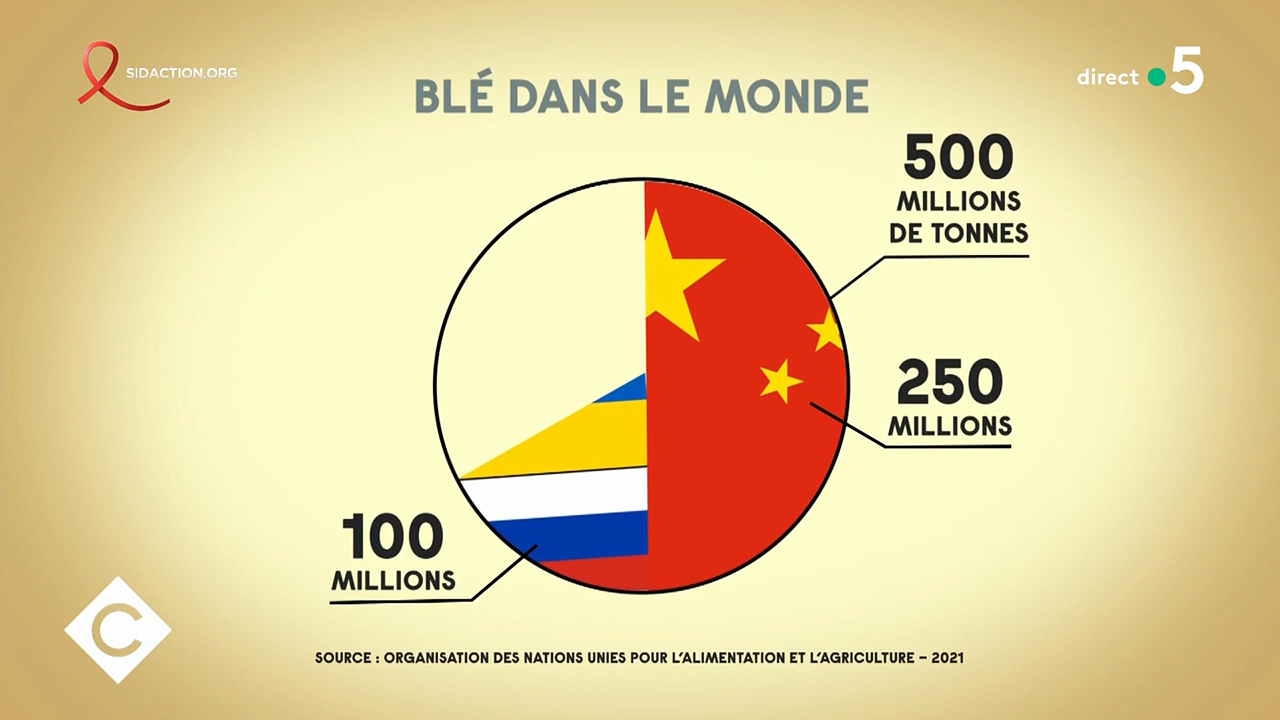 SIDACTION.ORG
direct 5
BLÉ DANS LE MONDE
500
MILLIONS
DE TONNES
250
MILLIONS
100
MILLIONS
C
SOURCE : ORGANISATION DES NATIONS UNIES POUR L'ALIMENTATION ET L'AGRICULTURE – 2021